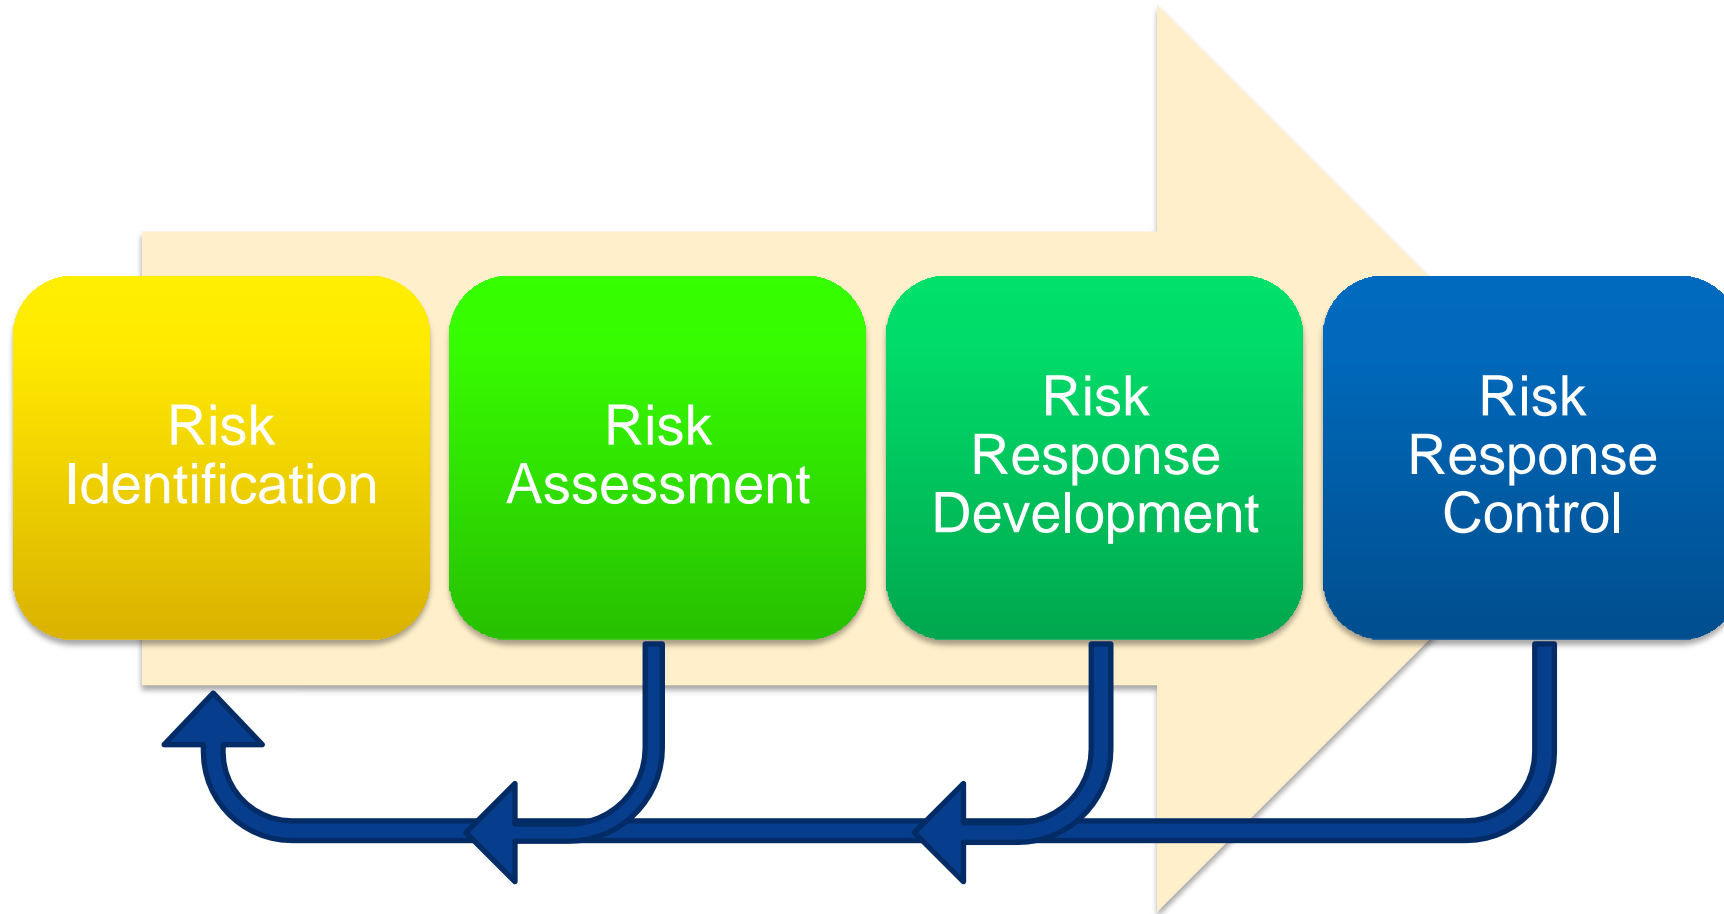 Risk
Identification
Risk
Assessment
Risk
Response
Development
Risk
Response
Control